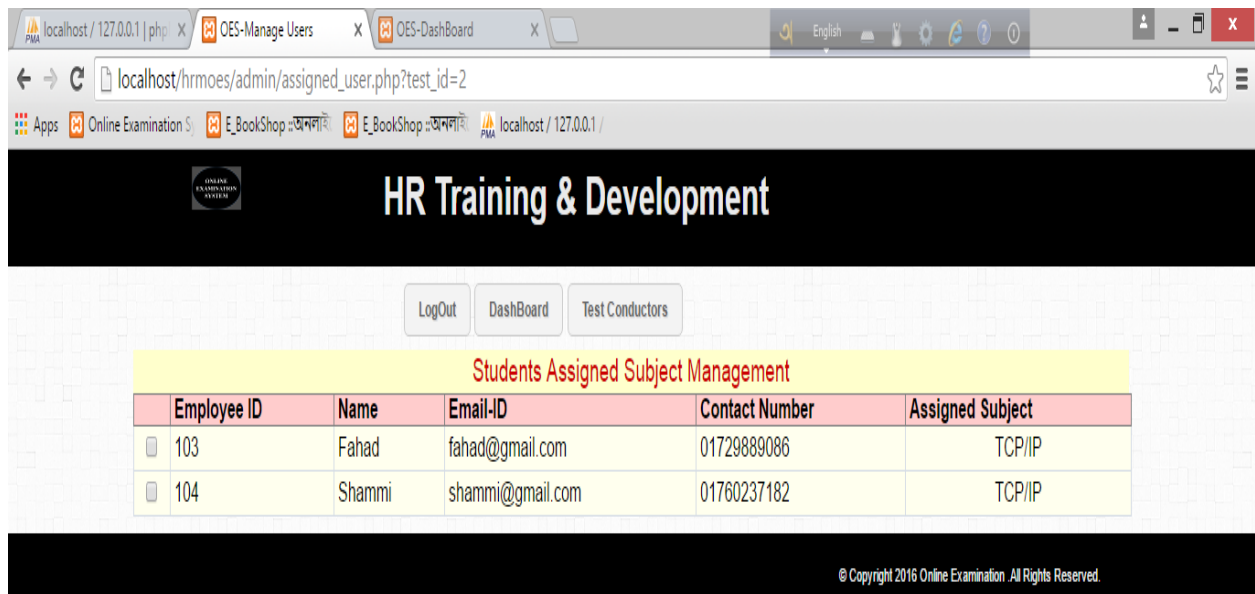 localhost / 127.0.0.1 | php
OES-Manage Users
OES-DashBoard
অ English
localhost/hrmoes/admin/assigned_user.php?test_id=2
Apps
Online Examination S
E_BookShop ::অনলাই
E_BookShop ::অনলাই
localhost / 127.0.0.1 /
ONLINE
EXAMINATION
SYSTEM
HR Training & Development
LogOut DashBoard Test Conductors
Students Assigned Subject Management
Employee ID Name Email-ID Contact Number Assigned Subject
103 Fahad fahad@gmail.com 01729889086 TCP/IP
104 Shammi shammi@gmail.com 01760237182 TCP/IP
© Copyright 2016 Online Examination .All Rights Reserved.